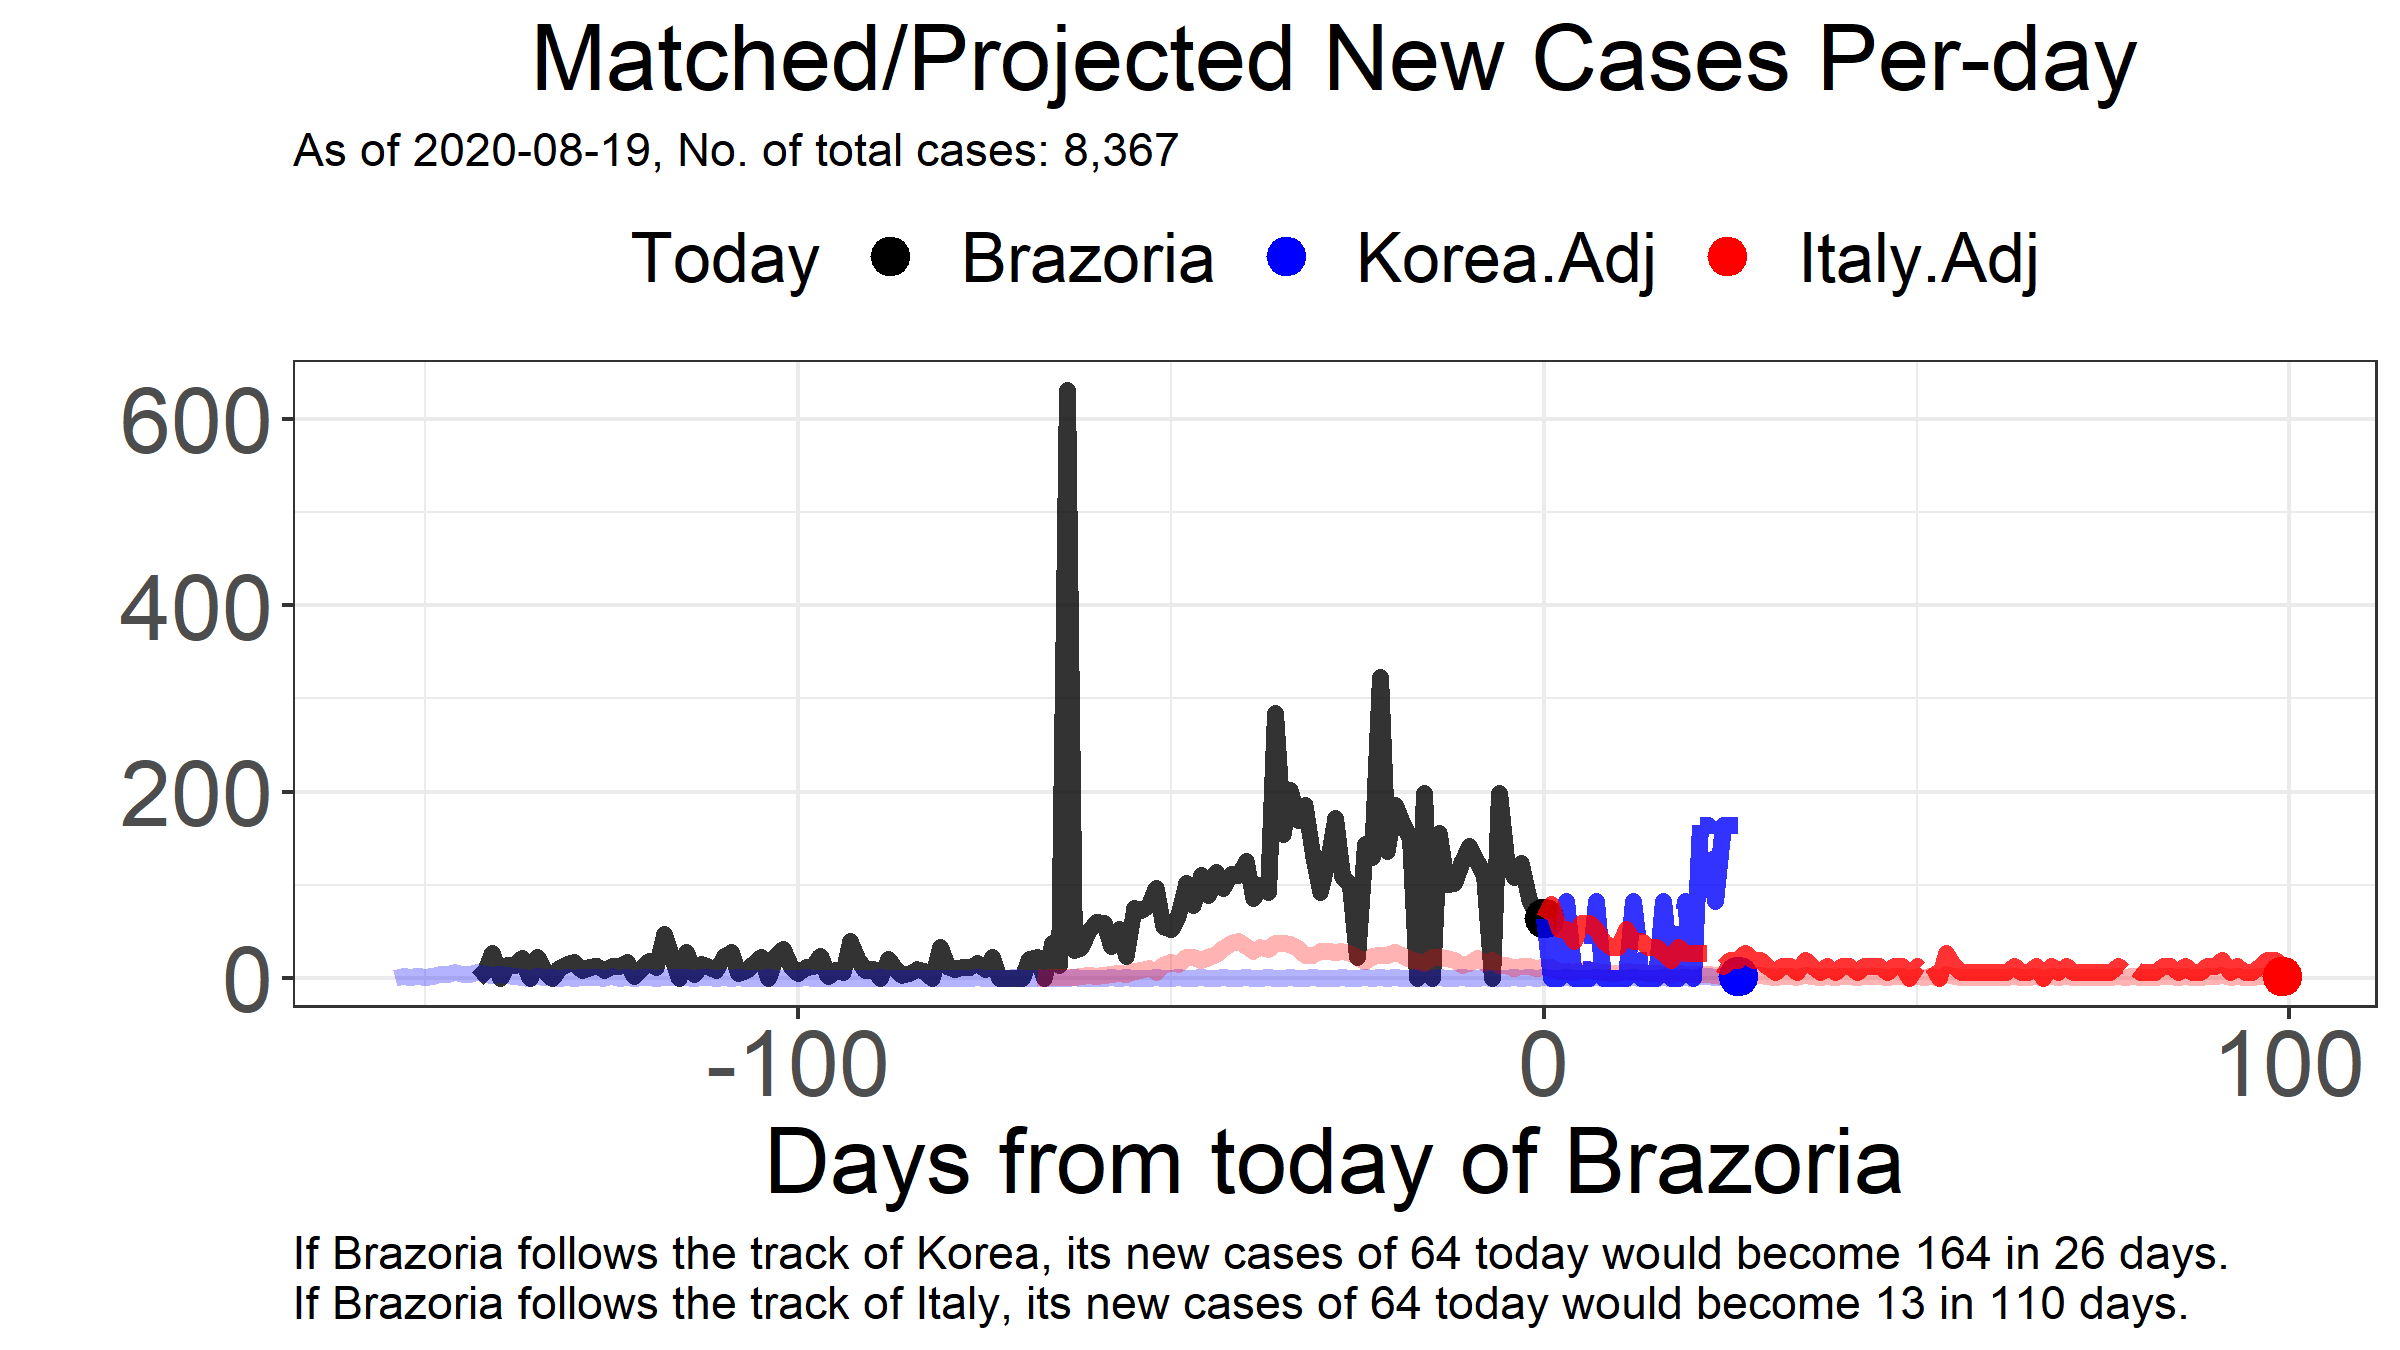 Matched/Projected New Cases Per-day
As of 2020-08-19, No. of total cases: 8,367
Today Brazoria Korea.Adj Italy.Adj
600
400
200
0
-100 0 100
Days from today of Brazoria
If Brazoria follows the track of Korea, its new cases of 64 today would become 164 in 26 days.
If Brazoria follows the track of Italy, its new cases of 64 today would become 13 in 110 days.